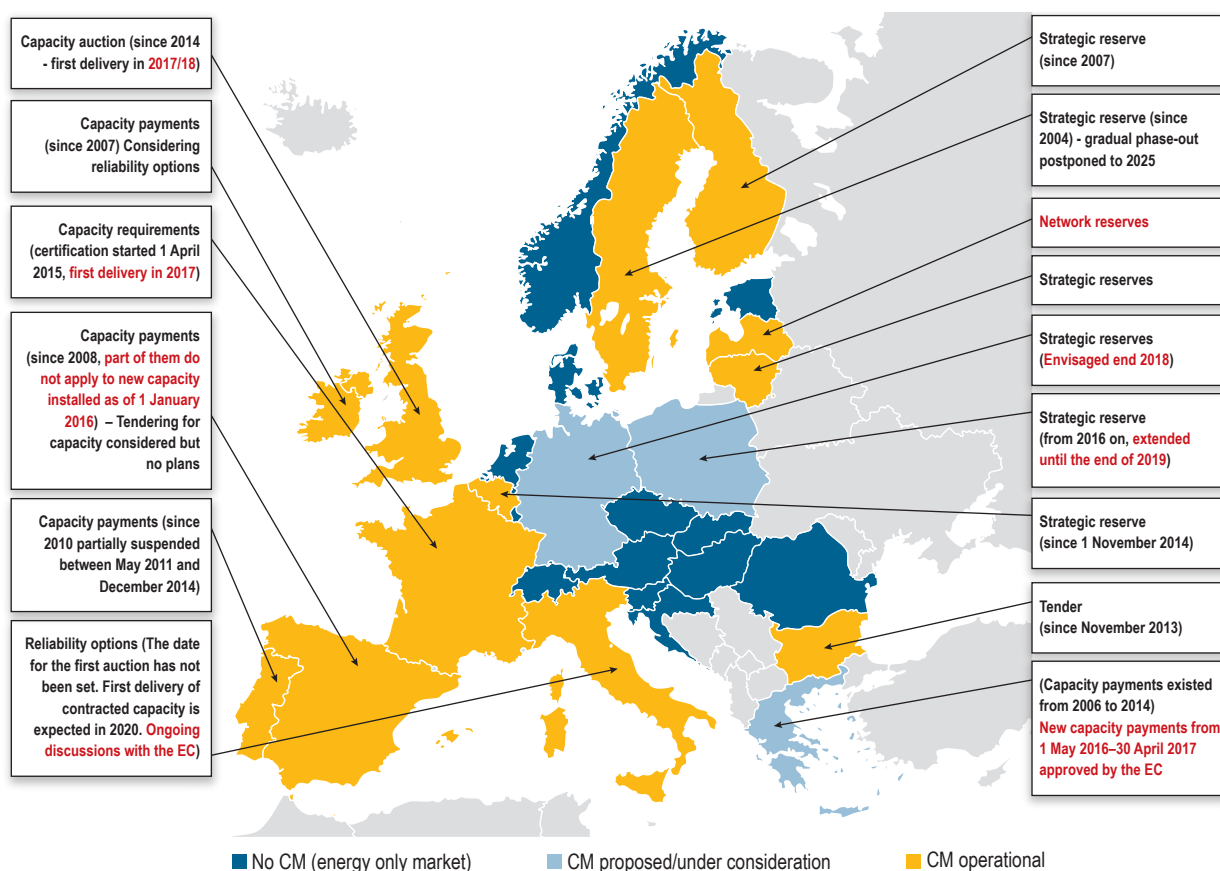 Capacity auction (since 2014
- first delivery in 2017/18)
Capacity payments
(since 2007) Considering
reliability options
Capacity requirements
(certification started 1 April
2015, first delivery in 2017)
Capacity payments
(since 2008, part of them do
not apply to new capacity
installed as of 1 January
2016) – Tendering for
capacity considered but
no plans
Capacity payments (since
2010 partially suspended
between May 2011 and
December 2014)
Reliability options (The date
for the first auction has not
been set. First delivery of
contracted capacity is
expected in 2020. Ongoing
discussions with the EC)
Strategic reserve
(since 2007)
Strategic reserve (since
2004) - gradual phase-out
postponed to 2025
Network reserves
Strategic reserves
Strategic reserves
(Envisaged end 2018)
Strategic reserve
(from 2016 on, extended
until the end of 2019)
Strategic reserve
(since 1 November 2014)
Tender
(since November 2013)
(Capacity payments existed
from 2006 to 2014)
New capacity payments from
1 May 2016–30 April 2017
approved by the EC
No CM (energy only market)
CM proposed/under consideration
CM operational